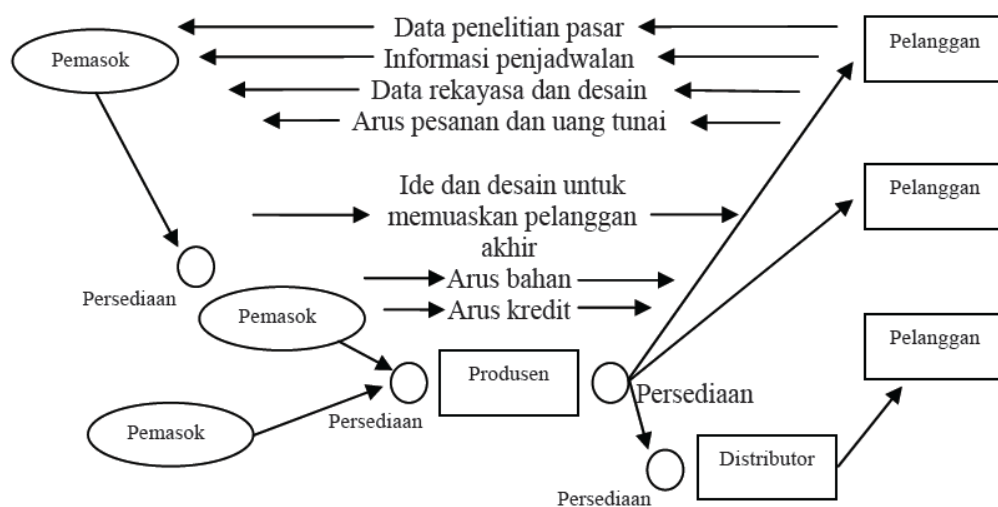 Data penelitian pasar
Pelanggan
Pemasok
Informasi penjadwalan
Data rekayasa dan desain
Arus pesanan dan uang tunai
Ide dan desain untuk
memuaskan pelanggan
akhir
Pelanggan
Arus bahan
Persediaan
Arus kredit
Pemasok
Pelanggan
Produsen
Persediaan
Persediaan
Pemasok
Distributor
Persediaan